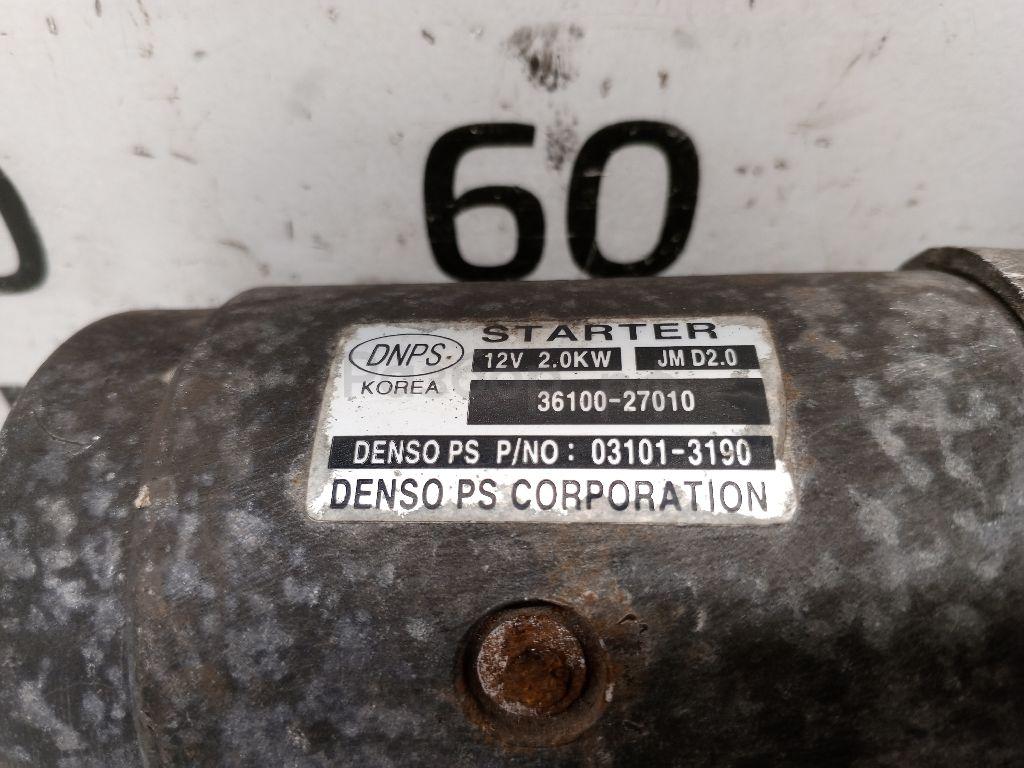 60
STARTER
DNPS
12V 2.0KW JM D2.0
KOREA
36100-27010
DENSO PS P/NO: 03101-3190
DENSO PS CORPORATION